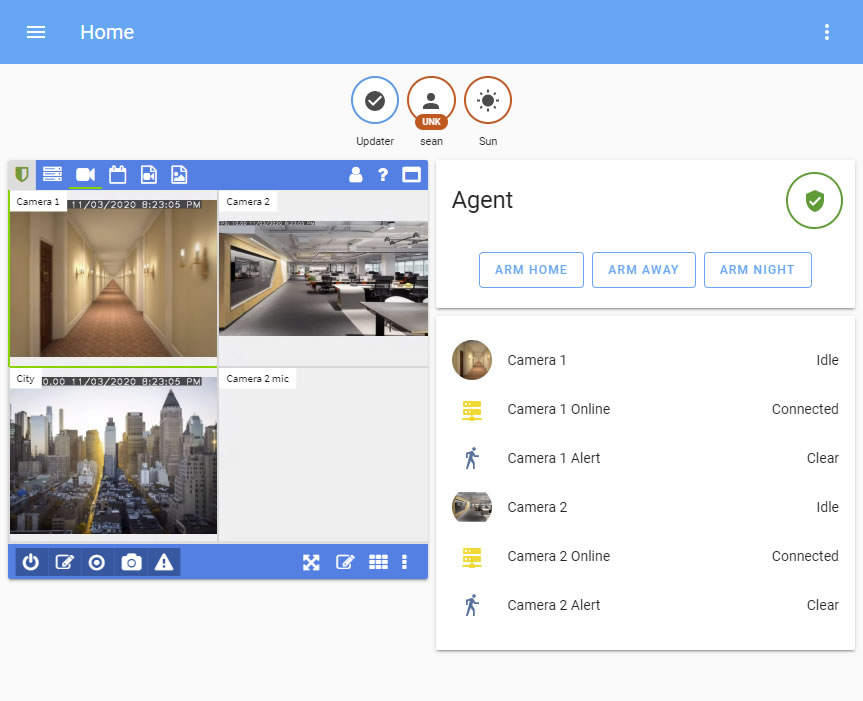 Home
UNK
Updater
sean
Sun
Camera 1
11/03/2020 8:23:05 PM
Camera 2
City
0.00 11/03/2020 8:23:05 PM
Camera 2 mic
?
Agent
ARM HOME
ARM AWAY
ARM NIGHT
Camera 1
Idle
Camera 1 Online
Connected
Camera 1 Alert
Clear
Camera 2
Idle
Camera 2 Online
Connected
Camera 2 Alert
Clear